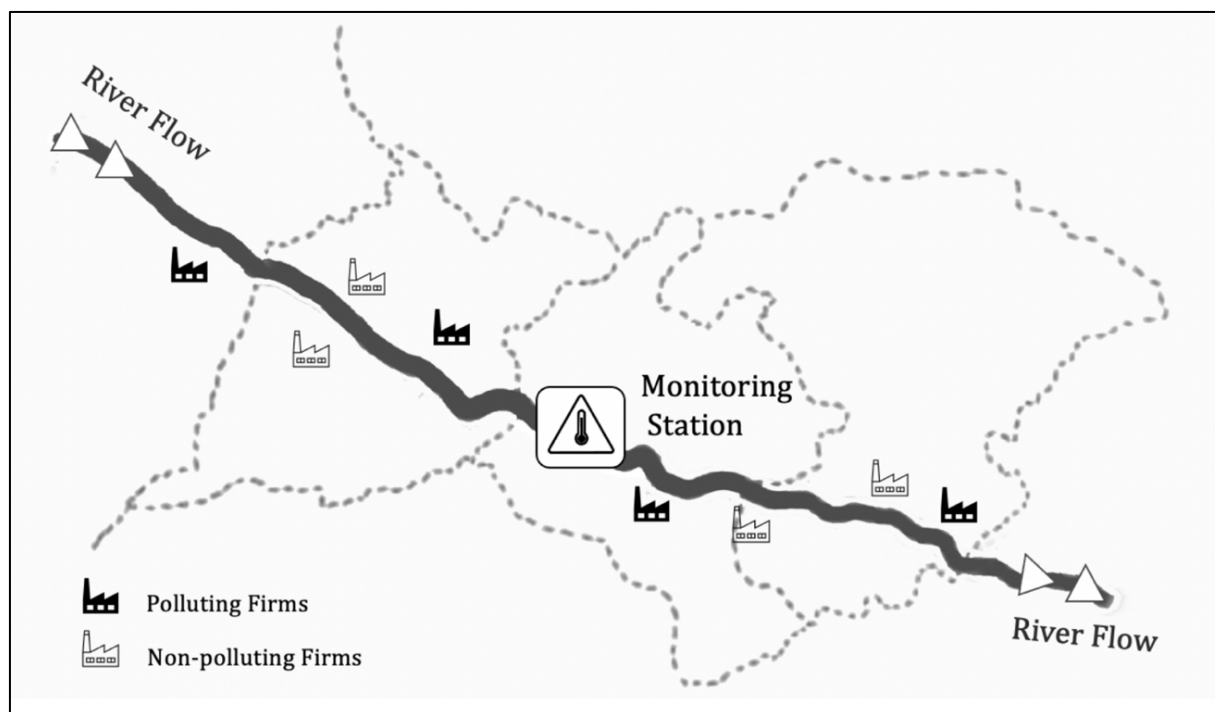 River Flow
Monitoring
Station
River Flow
Polluting Firms
Non-polluting Firms